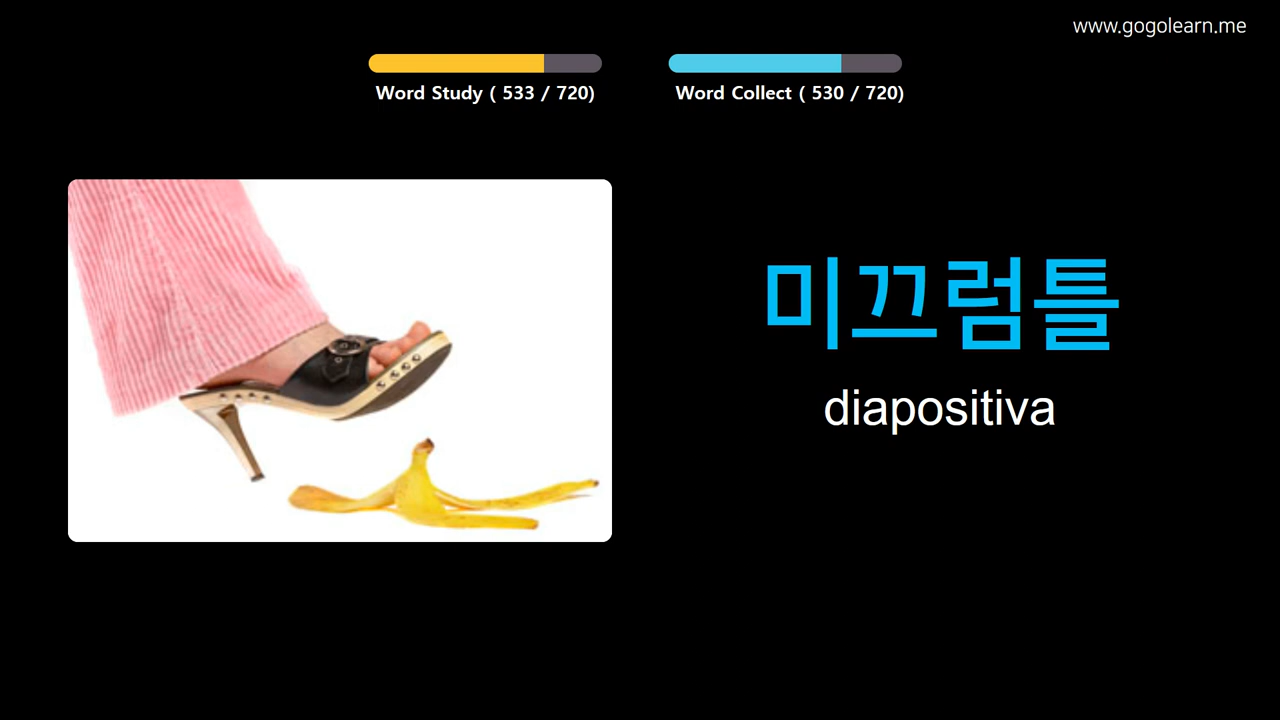 www.gogolearn.me
Word Study ( 533 / 720)
Word Collect ( 530 / 720)
미끄럼틀
diapositiva